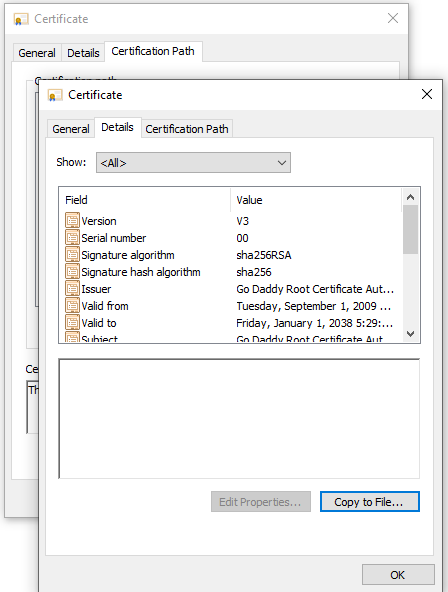 Certificate
General Details Certification Path
Certification path
Certificate
General Details Certification Path
Show: <All>
Field Value
Version V3
Serial number 00
Signature algorithm sha256RSA
Signature hash algorithm sha256
Issuer Go Daddy Root Certificate Aut...
Valid from Tuesday, September 1, 2009 ...
Valid to Friday, January 1, 2038 5:29:...
Subject Go Daddy Root Certificate Aut...
Ce
Th
Edit Properties... Copy to File...
OK